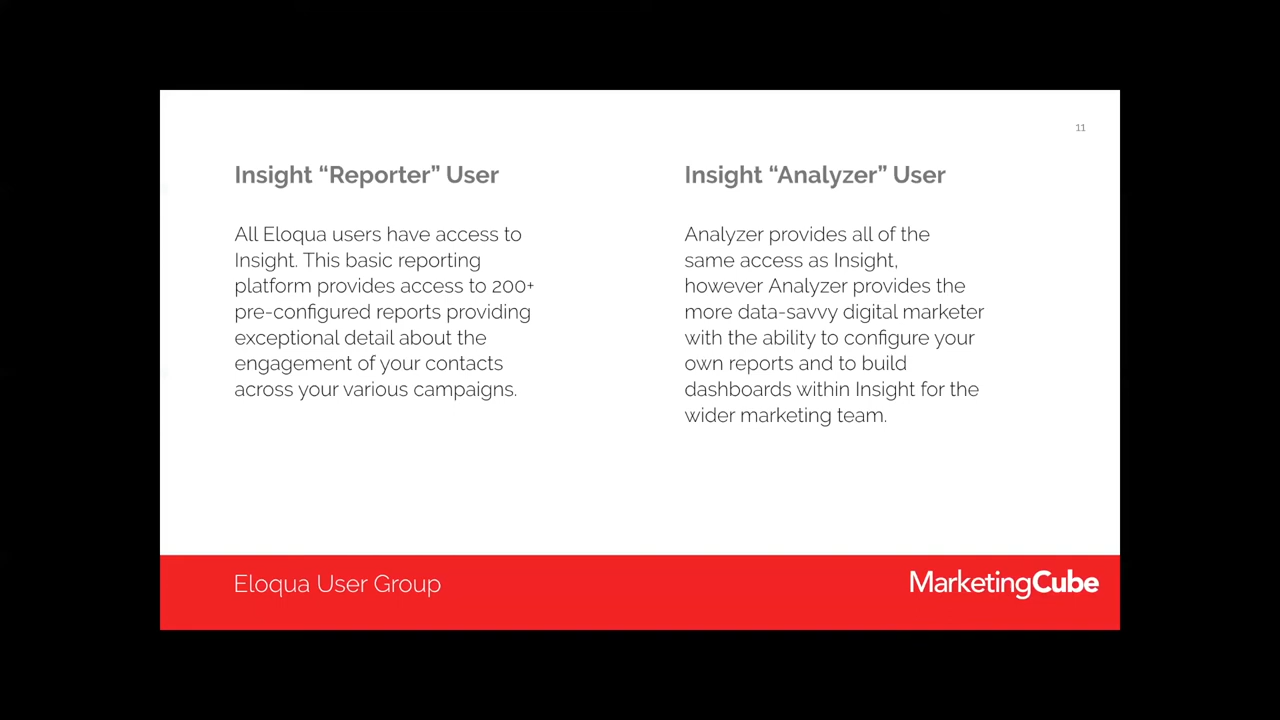 11
Insight “Reporter” User
All Eloqua users have access to
Insight. This basic reporting
platform provides access to 200+
pre-configured reports providing
exceptional detail about the
engagement of your contacts
across your various campaigns.
Insight “Analyzer” User
Analyzer provides all of the
same access as Insight,
however Analyzer provides the
more data-savvy digital marketer
with the ability to configure your
own reports and to build
dashboards within Insight for the
wider marketing team.
Eloqua User Group
MarketingCube